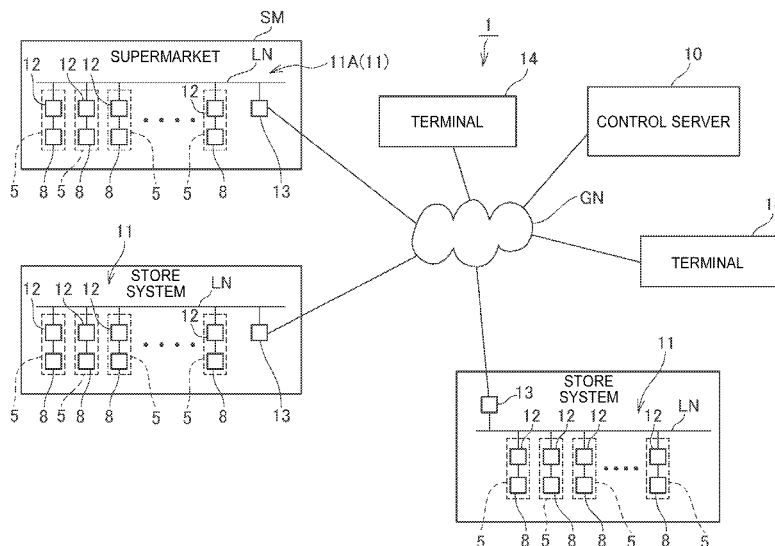 SM
SUPERMARKET
LN
11A(11)
12 12 12 12
13
5 8 5 8 8 5 5 8
1
14
TERMINAL
10
CONTROL SERVER
GN
TERMINAL
11
STORE
SYSTEM
LN
12 12 12 12
5 8 5 8 8 5 5 8 13
STORE
SYSTEM
11
13
LN
12 12 12 12
5 8 5 8 8 5 8 5